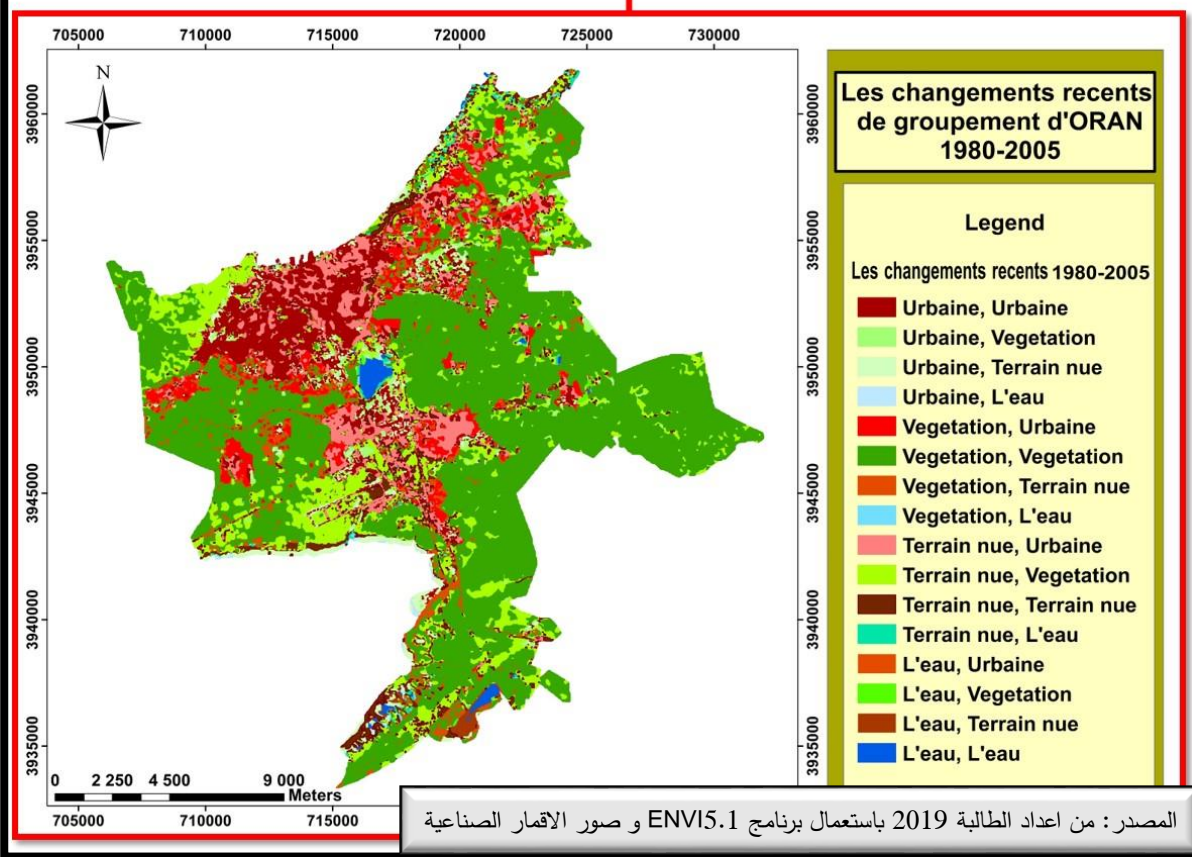 705000 710000 715000 720000 725000 730000
N
3960000 3960000
3955000 3955000
3950000 3950000
3945000 3945000
3940000 3940000
3935000 3935000
0 2 250 4 500 9 000
Meters
705000 710000 715000
Les changements recents
de groupement d'ORAN
1980-2005
Legend
Les changements recents 1980-2005
Urbaine, Urbaine
Urbaine, Vegetation
Urbaine, Terrain nue
Urbaine, L'eau
Vegetation, Urbaine
Vegetation, Vegetation
Vegetation, Terrain nue
Vegetation, L'eau
Terrain nue, Urbaine
Terrain nue, Vegetation
Terrain nue, Terrain nue
Terrain nue, L'eau
L'eau, Urbaine
L'eau, Vegetation
L'eau, Terrain nue
L'eau, L'eau
المصدر: من اعداد الطالبة 2019 باستعمال برنامج ENVI5.1 و صور الاقمار الصناعية